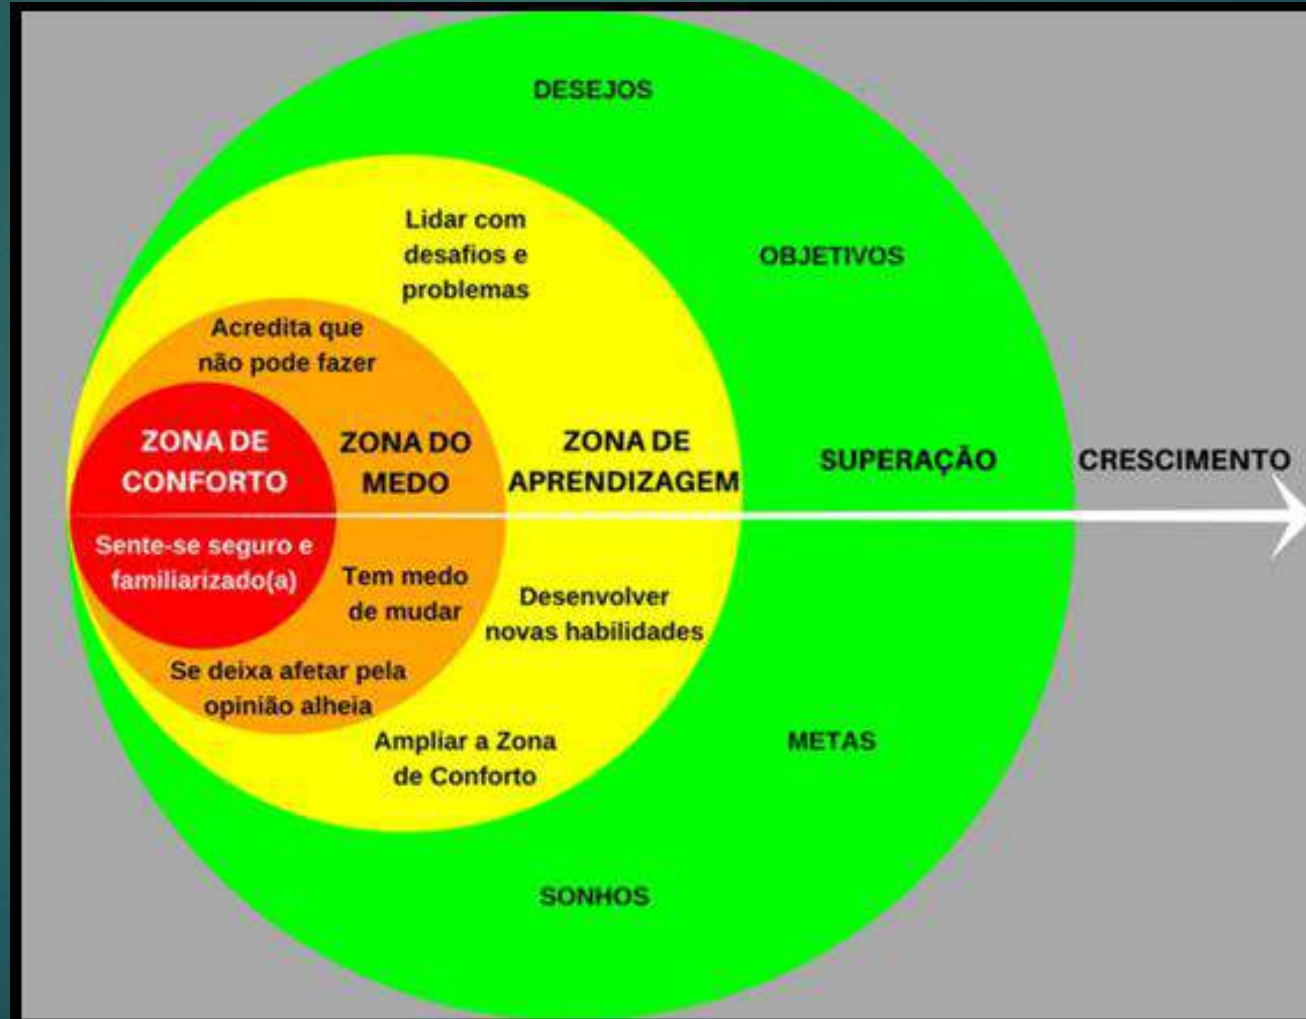 DESEJOS
Lidar com
desafios e
problemas
OBJETIVOS
Acredita que
não pode fazer
ZONA DE
CONFORTO
ZONA DO
MEDO
ZONA DE
APRENDIZAGEM
SUPERAÇÃO
CRESCIMENTO
Sente-se seguro e
familiarizado(a)
Tem medo
de mudar
Desenvolver
novas habilidades
Se deixa afetar pela
opinião alheia
Ampliar a Zona
de Conforto
METAS
SONHOS